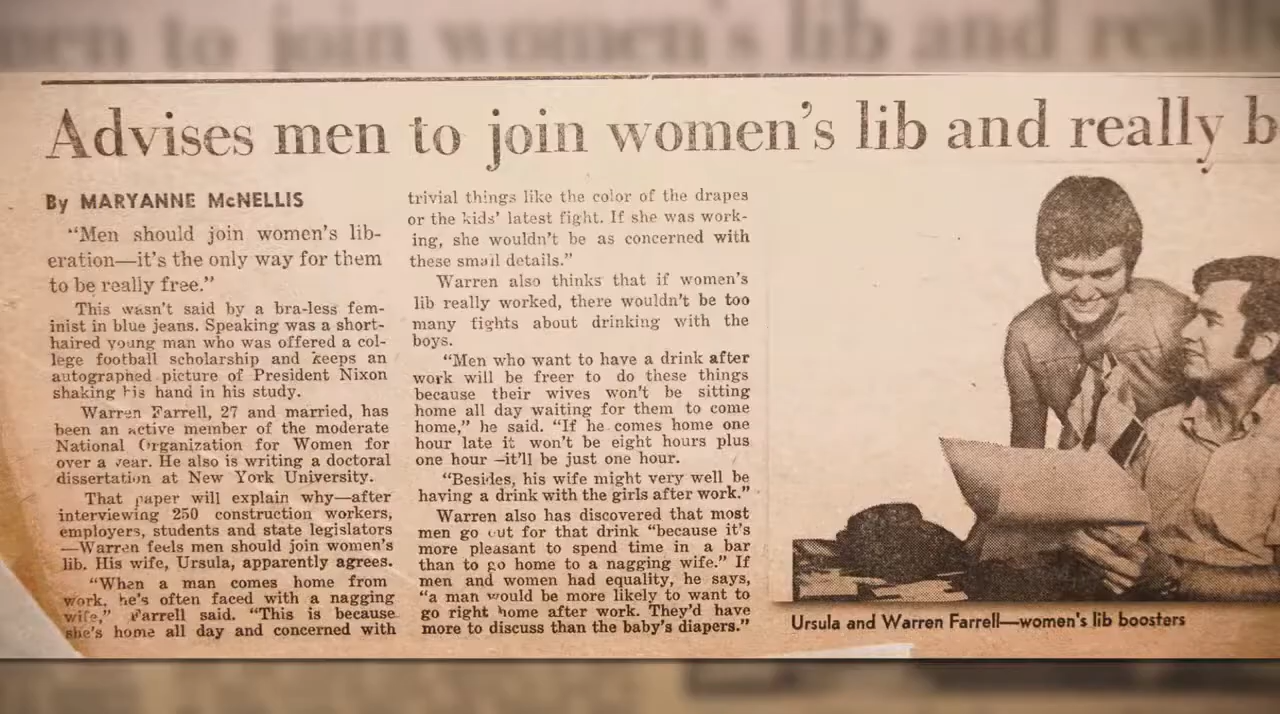 Advises men to join women's lib and really b
By MARYANNE McNELLIS
"Men should join women's lib-
eration—it's the only way for them
to be really free."
This wasn't said by a bra-less fem-
inist in blue jeans. Speaking was a short-
haired young man who was offered a col-
lege football scholarship and keeps an
autographed picture of President Nixon
shaking his hand in his study.
Warren Farrell, 27 and married, has
been an active member of the moderate
National Organization for Women for
over a year. He also is writing a doctoral
dissertation at New York University.
That paper will explain why—after
interviewing 250 construction workers,
employers, students and state legislators
—Warren feels men should join women's
lib. His wife, Ursula, apparently agrees.
"When a man comes home from
work, he's often faced with a nagging
wife," Farrell said. "This is because
she's home all day and concerned with
trivial things like the color of the drapes
or the kids' latest fight. If she was work-
ing, she wouldn't be as concerned with
these small details."
Warren also thinks that if women's
lib really worked, there wouldn't be too
many fights about drinking with the
boys.
"Men who want to have a drink after
work will be freer to do these things
because their wives won't be sitting
home all day waiting for them to come
home," he said. "If he comes home one
hour late it won't be eight hours plus
one hour —it'll be just one hour.
"Besides, his wife might very well be
having a drink with the girls after work."
Warren also has discovered that most
men go out for that drink "because it's
more pleasant to spend time in a bar
than to go home to a nagging wife." If
men and women had equality, he says,
"a man would be more likely to want to
go right home after work. They'd have
more to discuss than the baby's diapers."
Ursula and Warren Farrell—women's lib boosters